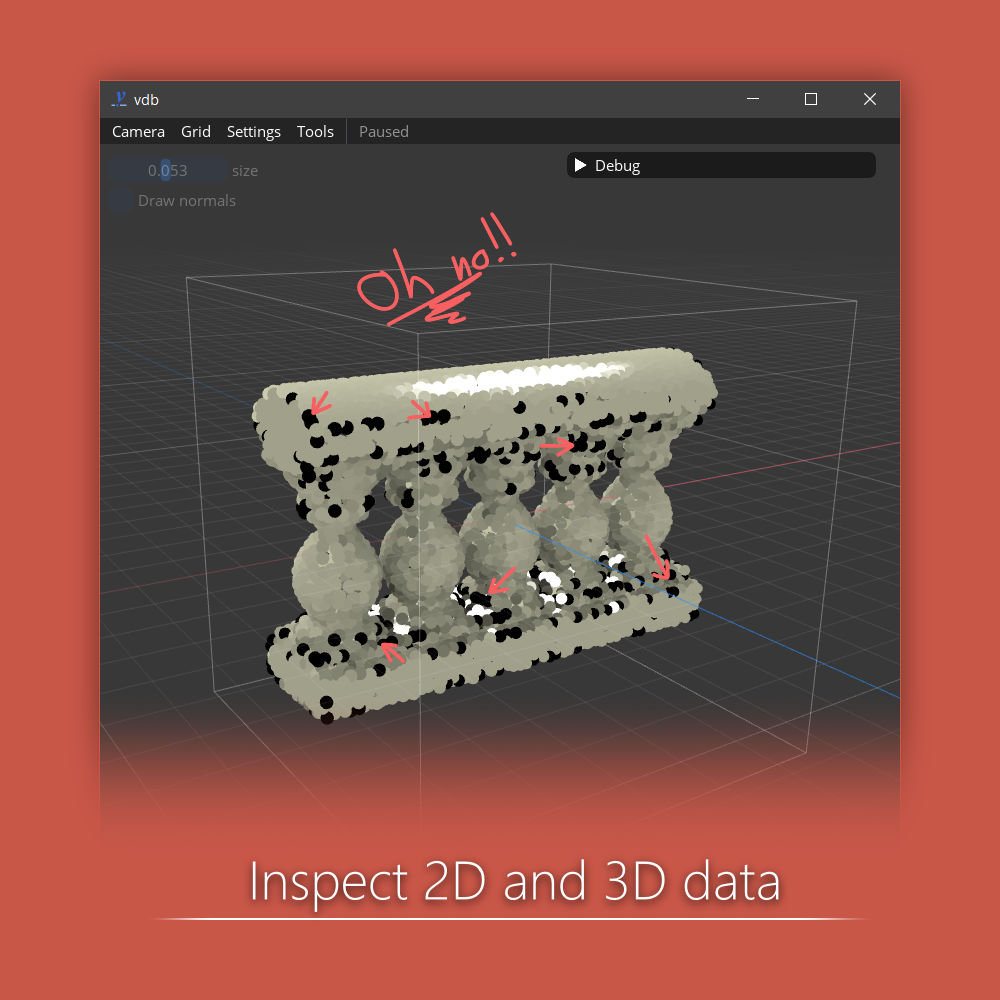 vdb
Camera Grid Settings Tools Paused
0.053 size
Debug
Draw normals
Oh no!!
Inspect 2D and 3D data